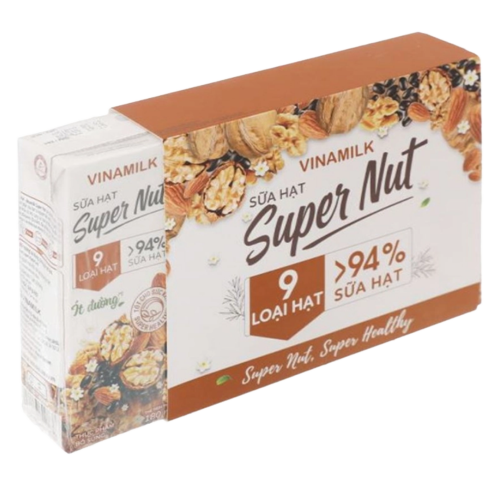 VINAMILK
SỮA HẠT
Super Nut
9
LOẠI HẠT
>94%
SỮA HẠT
Ít đường
VINAMILK
SỮA HẠT
Super Nut
9
LOẠI HẠT
>94%
SỮA HẠT
Super Nut, Super Healthy